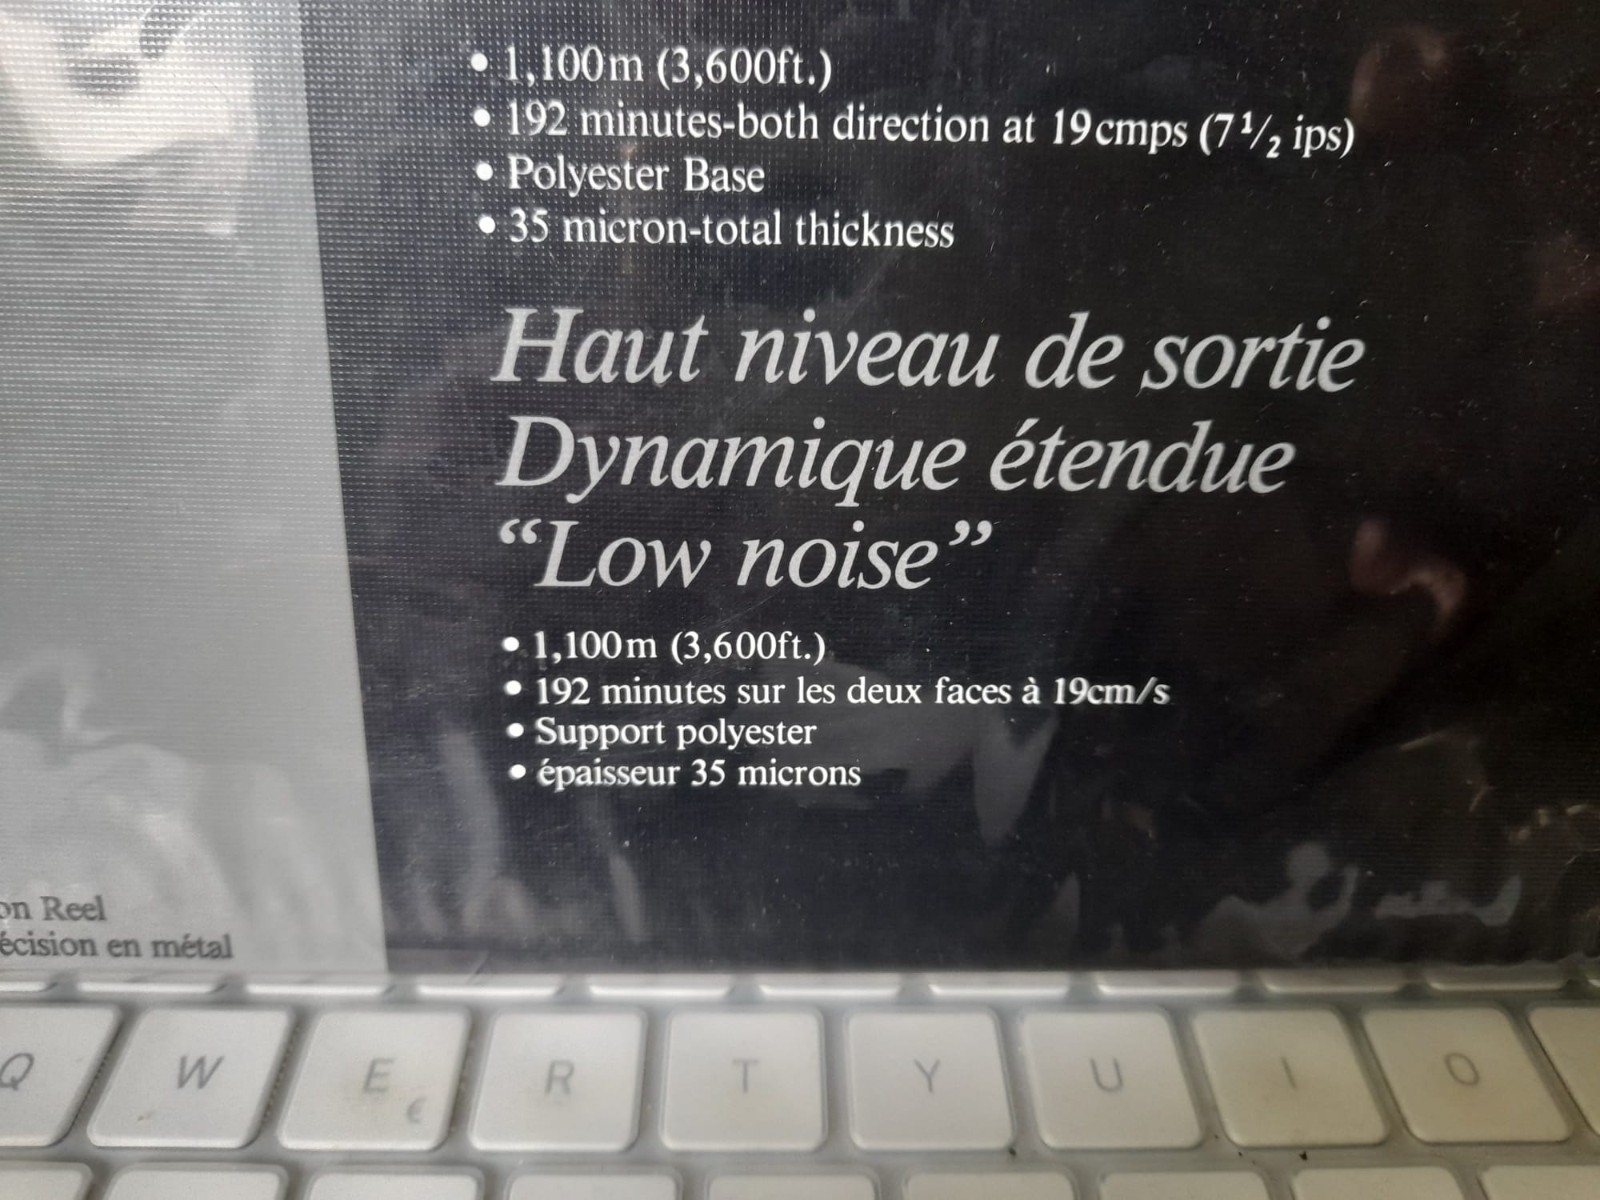 • 1,100m (3,600ft.)
• 192 minutes-both direction at 19cmps (7 1/2 ips)
• Polyester Base
• 35 micron-total thickness
Haut niveau de sortie
Dynamique étendue
“Low noise”
• 1,100m (3,600ft.)
• 192 minutes sur les deux faces à 19cm/s
• Support polyester
• épaisseur 35 microns
on Reel
écision en métal
Q W E R T Y U I O
€